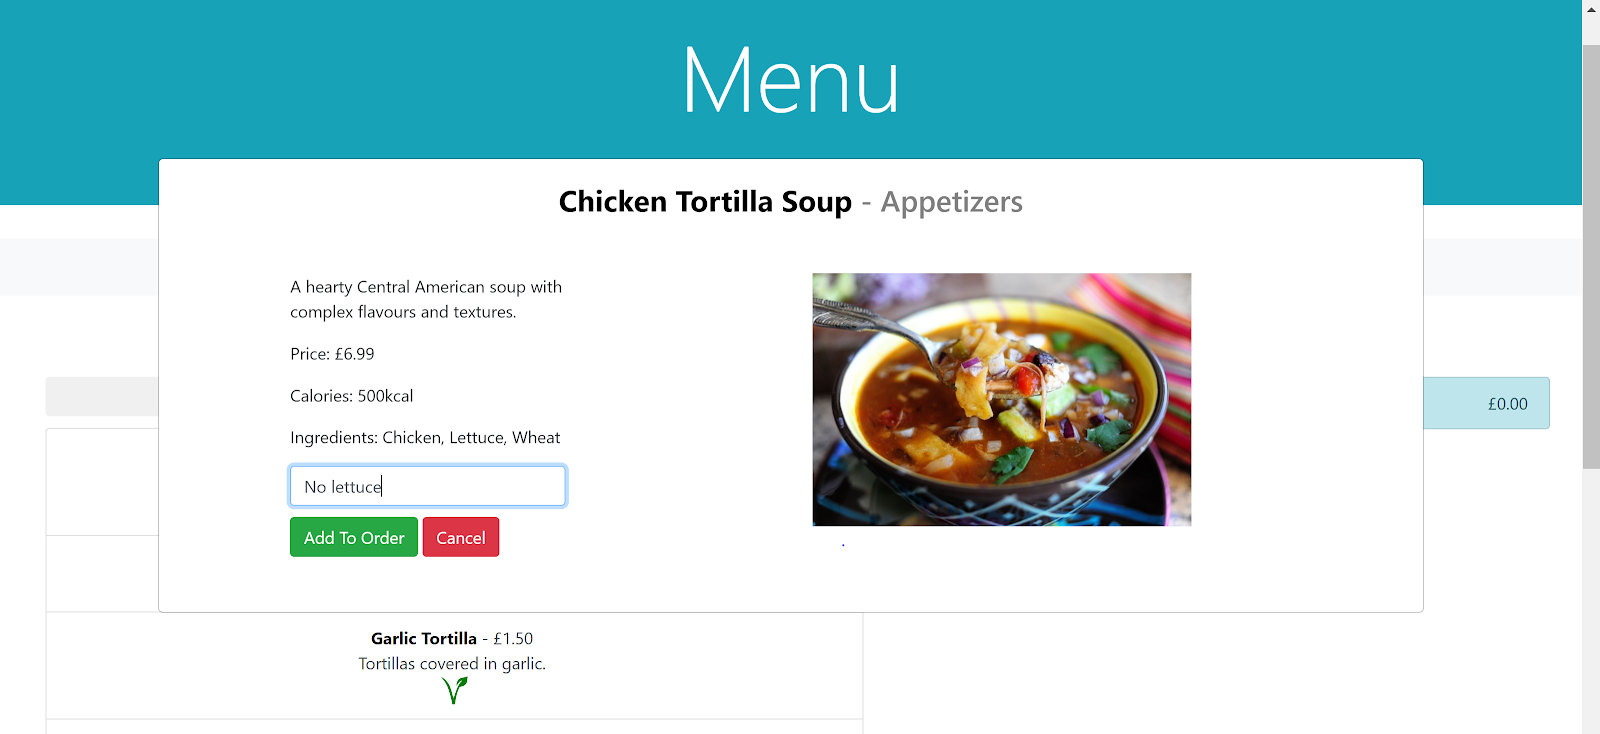 Menu
Chicken Tortilla Soup - Appetizers
A hearty Central American soup with
complex flavours and textures.
Price: £6.99
Calories: 500kcal
Ingredients: Chicken, Lettuce, Wheat
No lettuce
Add To Order Cancel
£0.00
Garlic Tortilla - £1.50
Tortillas covered in garlic.